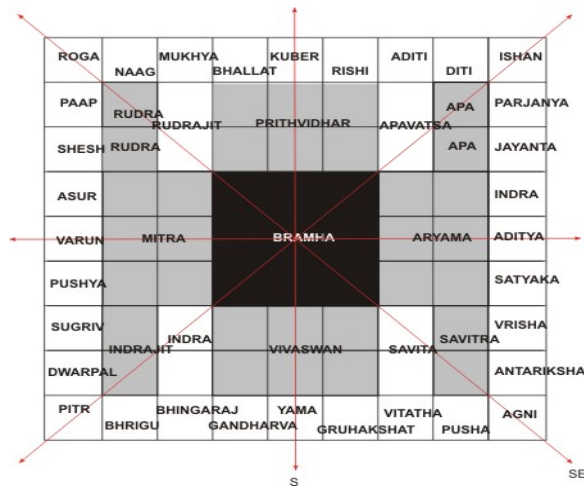 ROGA MUKHYA KUBER ADITI ISHAN
NAAG BHALLAT RISHI DITI
PAAP RUDRA APA PARJANYA
RUDRAJIT PRITHVIDHAR APAVATSA
SHESH RUDRA APA JAYANTA
ASUR INDRA
VARUN MITRA BRAMHA ARYAMA ADITYA
PUSHYA SATYAKA
SUGRIV INDRA SAVITRA VRISHA
INDRAJIT VIVASWAN SAVITA
DWARPAL ANTARIKSHA
PITR BHINGARAJ YAMA VITATHA AGNI
BHRIGU GANDHARVA GRUHAKSHAT PUSHA
S SE